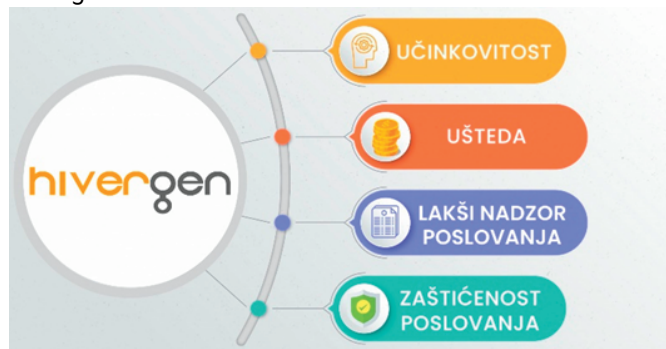 hivergen
UČINKOVITOST
UŠTEDA
LAKŠI NADZOR
POSLOVANJA
ZAŠTIĆENOST
POSLOVANJA